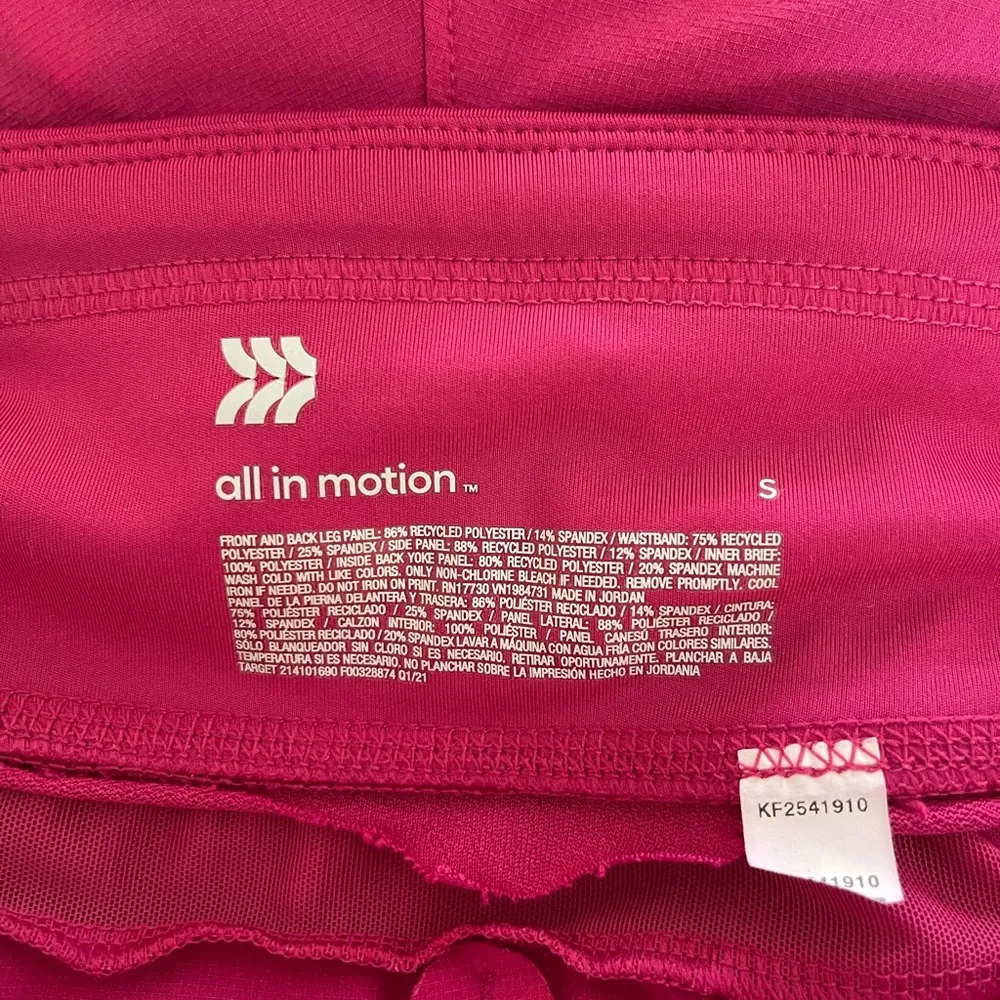 all in motion ™
S
FRONT AND BACK LEG PANEL: 86% RECYCLED POLYESTER / 14% SPANDEX / WAISTBAND: 75% RECYCLED
POLYESTER / 25% SPANDEX / SIDE PANEL: 88% RECYCLED POLYESTER / 12% SPANDEX / INNER BRIEF:
100% POLYESTER / INSIDE BACK YOKE PANEL: 80% RECYCLED POLYESTER / 20% SPANDEX MACHINE
WASH COLD WITH LIKE COLORS. ONLY NON-CHLORINE BLEACH IF NEEDED. REMOVE PROMPTLY. COOL
IRON IF NEEDED. DO NOT IRON ON PRINT. RN17730 VN1984731 MADE IN JORDAN
PANEL DE LA PIERNA DELANTERA Y TRASERA: 86% POLIÉSTER RECICLADO / 14% SPANDEX / CINTURA:
75% POLIÉSTER RECICLADO / 25% SPANDEX / PANEL LATERAL: 88% POLIÉSTER RECICLADO /
12% SPANDEX / CALZON INTERIOR: 100% POLIÉSTER / PANEL CANESÚ TRASERO INTERIOR:
80% POLIÉSTER RECICLADO / 20% SPANDEX LAVAR A MÁQUINA CON AGUA FRÍA CON COLORES SIMILARES.
SÓLO BLANQUEADOR SIN CLORO SI ES NECESARIO. RETIRAR OPORTUNAMENTE. PLANCHAR A BAJA
TEMPERATURA SI ES NECESARIO. NO PLANCHAR SOBRE LA IMPRESIÓN HECHO EN JORDANIA
TARGET 214101690 F00328874 Q1/21
KF2541910
41910